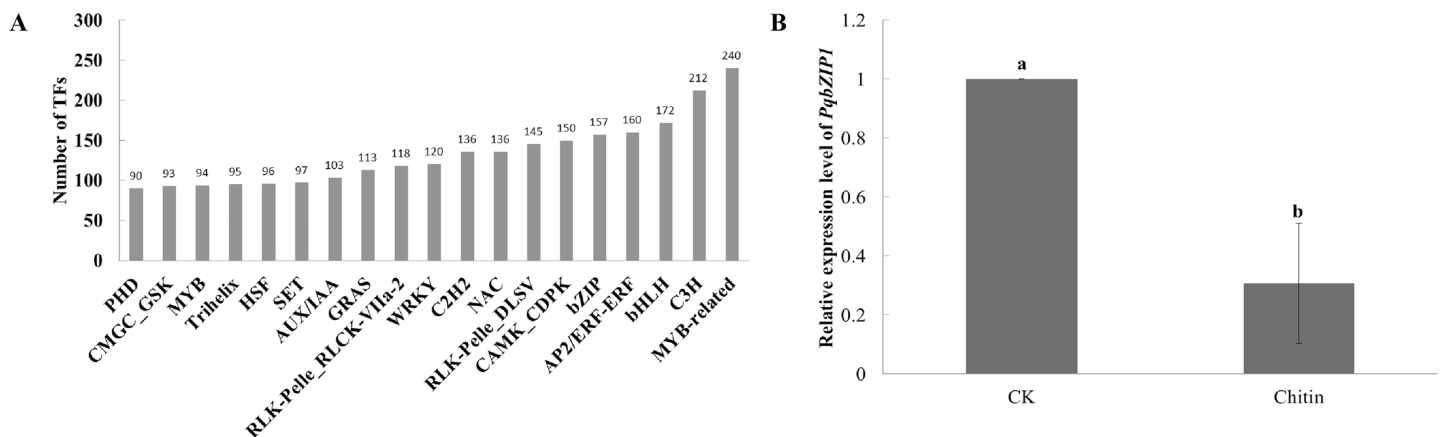 A
Number of TFs
300
250
200
150
100
50
0
90
93
94
95
96
97
103
113
118
120
136
136
145
150
157
160
172
212
240
PHD
CMGC_GSK
MYB
Trihelix
HSF
SET
AUX/IAA
GRAS
RLK-Pelle_RLCK-VIIa-2
WRKY
C2H2
NAC
RLK-Pelle_DLSV
CAMK_CDPK
bZIP
AP2/ERF-ERF
bHLH
C3H
MYB-related
B
Relative expression level of PqbZIP1
1.2
1
0.8
0.6
0.4
0.2
0
a
b
CK
Chitin